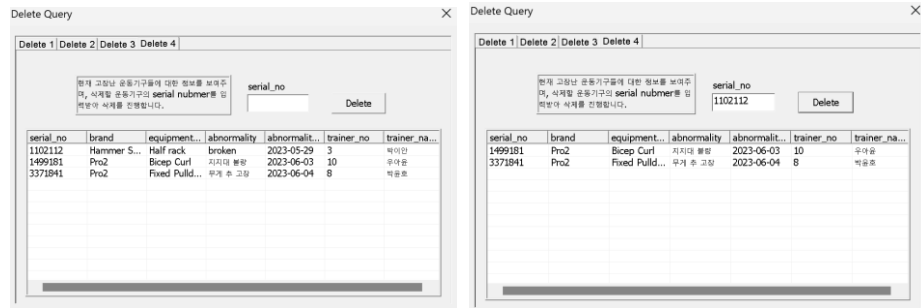 Delete Query
Delete 1 Delete 2 Delete 3 Delete 4
현재 고장난 운동기구들에 대한 정보를 보여주
며, 삭제할 운동기구의 serial nubmer를 입
력받아 삭제를 진행합니다.
serial_no
Delete
serial_no brand equipment... abnormality abnormalit... trainer_no trainer_na...
1102112 Hammer S... Half rack broken 2023-05-29 3 박이안
1499181 Pro2 Bicep Curl 지지대 불량 2023-06-03 10 우아윤
3371841 Pro2 Fixed Pulld... 무게 추 고장 2023-06-04 8 박윤호
Delete Query
Delete 1 Delete 2 Delete 3 Delete 4
현재 고장난 운동기구들에 대한 정보를 보여주
며, 삭제할 운동기구의 serial nubmer를 입
력받아 삭제를 진행합니다.
serial_no
1102112
Delete
serial_no brand equipment... abnormality abnormalit... trainer_no trainer_na...
1499181 Pro2 Bicep Curl 지지대 불량 2023-06-03 10 우아윤
3371841 Pro2 Fixed Pulld... 무게 추 고장 2023-06-04 8 박윤호